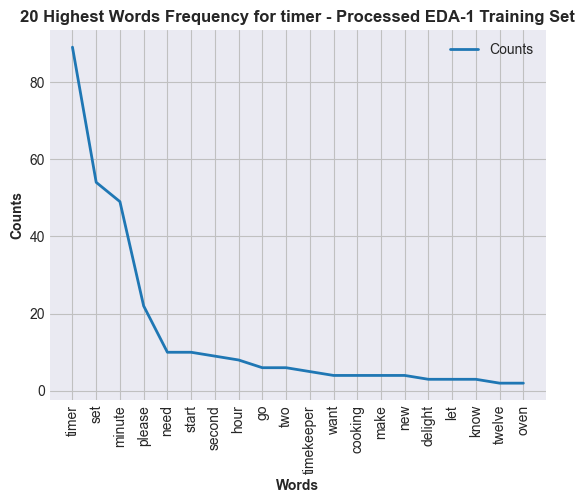 20 Highest Words Frequency for timer - Processed EDA-1 Training Set
Counts
80
60
40
20
0
Counts
timer
set
minute
please
need
start
second
hour
go
two
timekeeper
want
cooking
make
new
delight
let
know
twelve
oven
Words